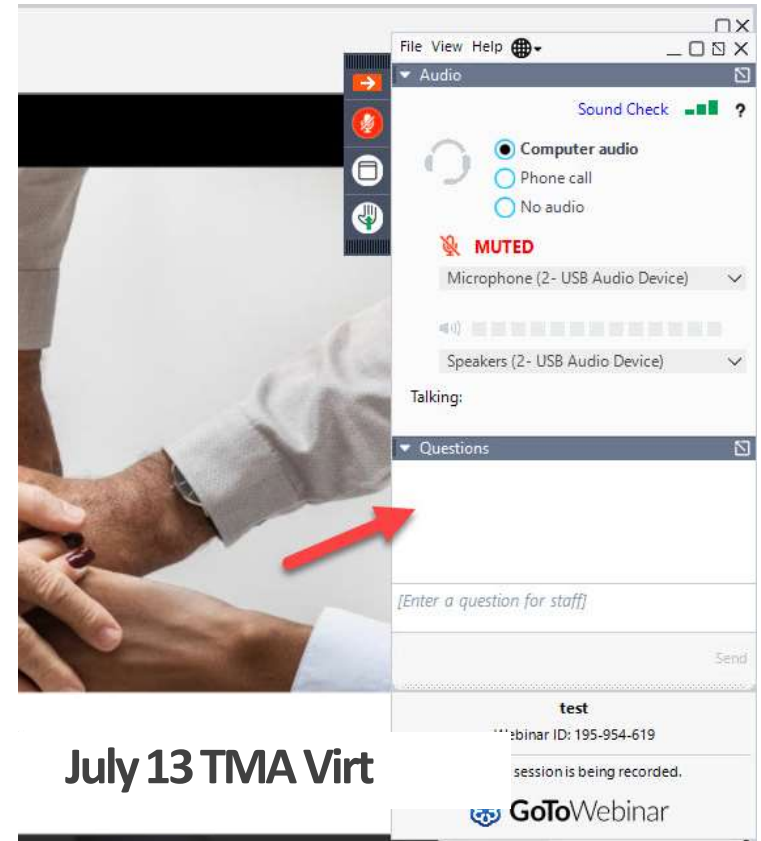 File View Help
Audio
Sound Check ?
Computer audio
Phone call
No audio
MUTED
Microphone (2- USB Audio Device)
Speakers (2- USB Audio Device)
Talking:
Questions
[Enter a question for staff]
Send
test
Webinar ID: 195-954-619
session is being recorded.
GoToWebinar
July 13 TMA Virt